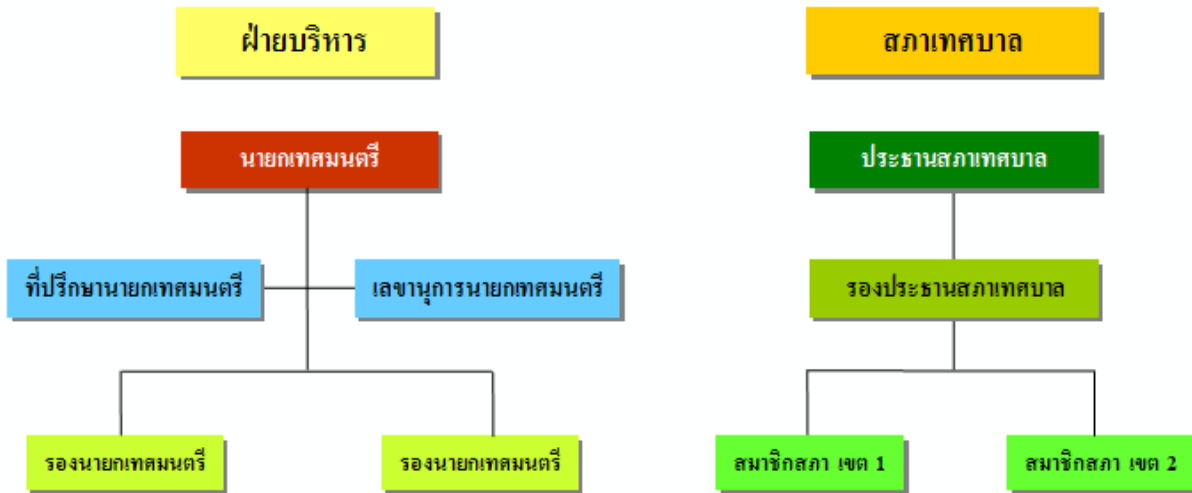 ฝ่ายบริหาร
สภาเทศบาล
นายกเทศมนตรี
ประธานสภาเทศบาล
ที่ปรึกษานายกเทศมนตรี
เลขานุการนายกเทศมนตรี
รองประธานสภาเทศบาล
รองนายกเทศมนตรี
รองนายกเทศมนตรี
สมาชิกสภา เขต 1
สมาชิกสภา เขต 2